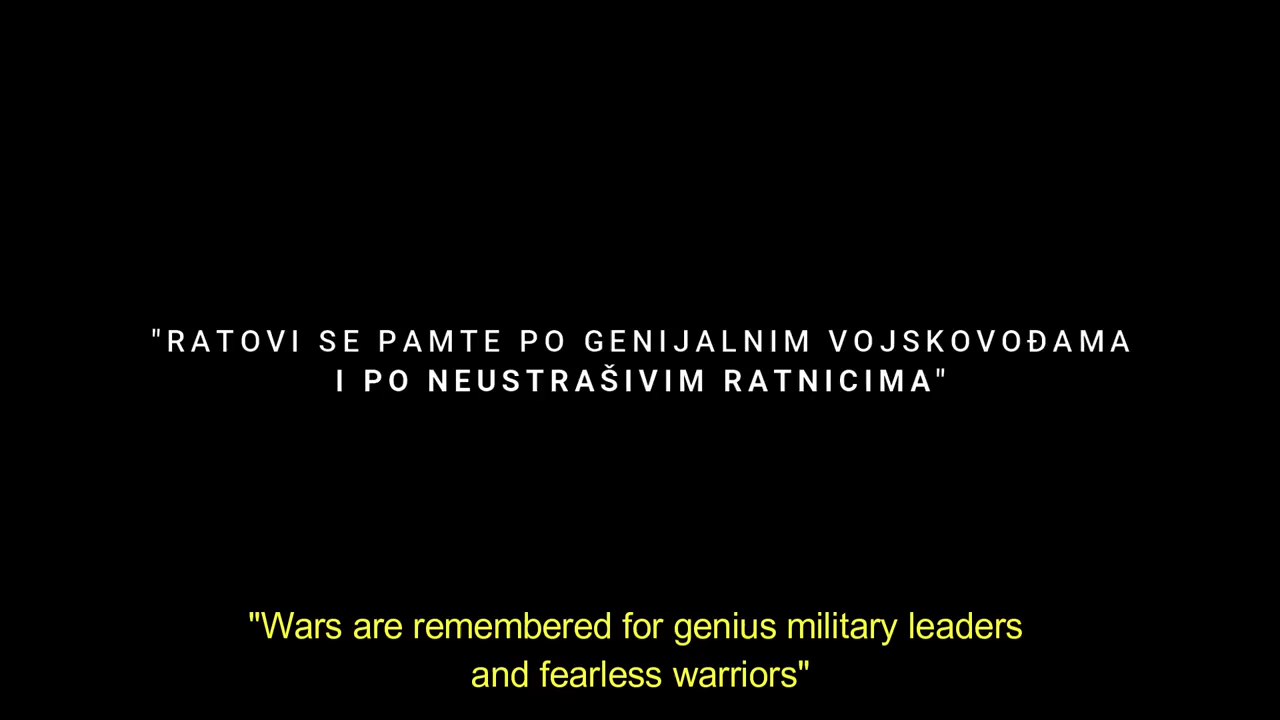 "RATOVI SE PAMTE PO GENIJALNIM VOJSKOVOĐAMA
I PO NEUSTRAŠIVIM RATNICIMA"
"Wars are remembered for genius military leaders
and fearless warriors"